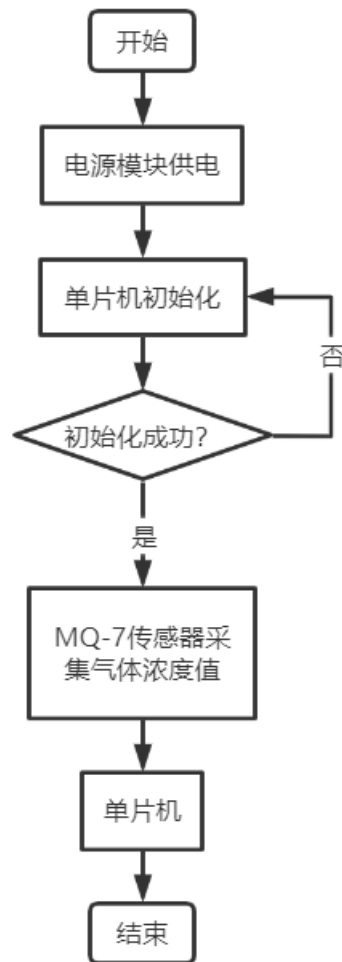 开始
电源模块供电
单片机初始化
否
初始化成功？
是
MQ-7传感器采
集气体浓度值
单片机
结束